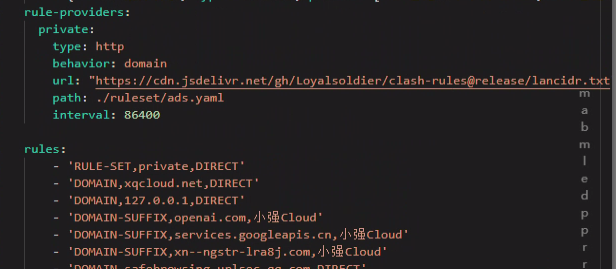 rule-providers:
private:
type: http
behavior: domain
url: "https://cdn.jsdelivr.net/gh/Loyalsoldier/clash-rules@release/lancidr.txt
path: ./ruleset/ads.yaml
interval: 86400
rules:
- 'RULE-SET,private,DIRECT'
- 'DOMAIN,xqcloud.net,DIRECT'
- 'DOMAIN,127.0.0.1,DIRECT'
- 'DOMAIN-SUFFIX,openai.com,小强Cloud'
- 'DOMAIN-SUFFIX,services.googleapis.cn,小强Cloud'
- 'DOMAIN-SUFFIX,xn--ngstr-lra8j.com,小强Cloud'
m
a
b
m
l
e
d
p
p
r
r